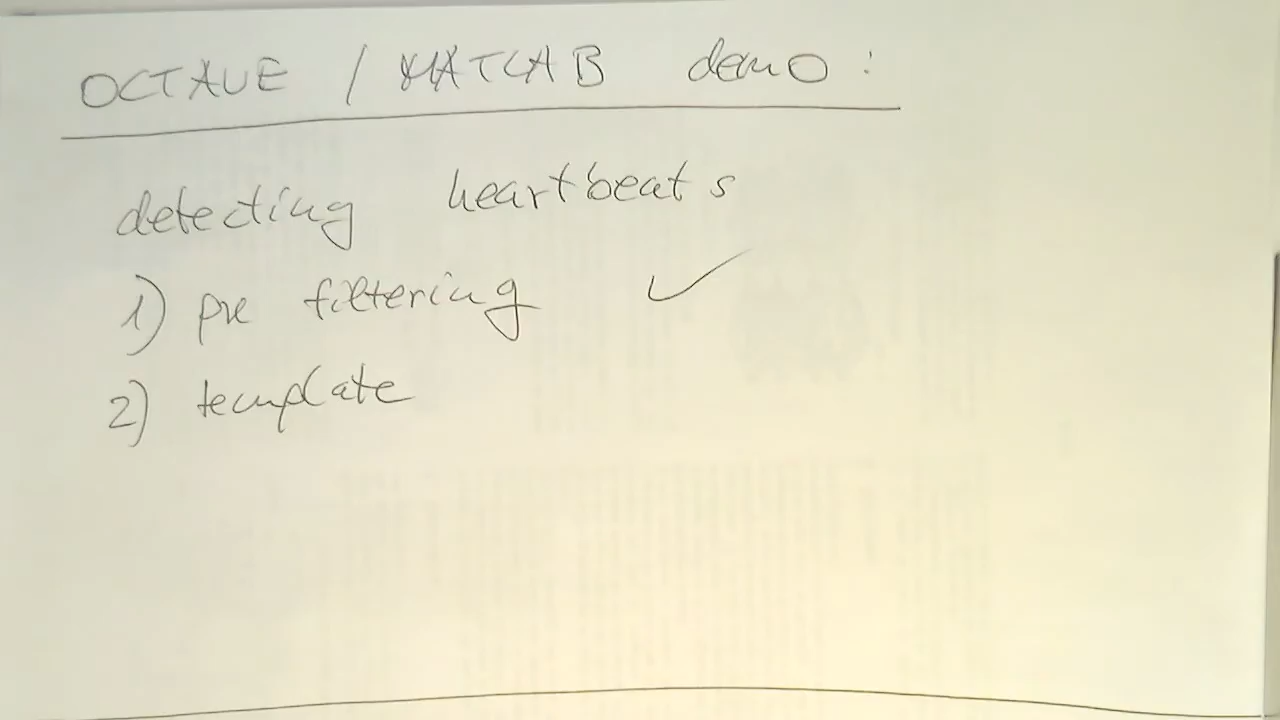 OCTAVE / MATLAB demo :
detecting heartbeats
1) pre filtering ✓
2) template